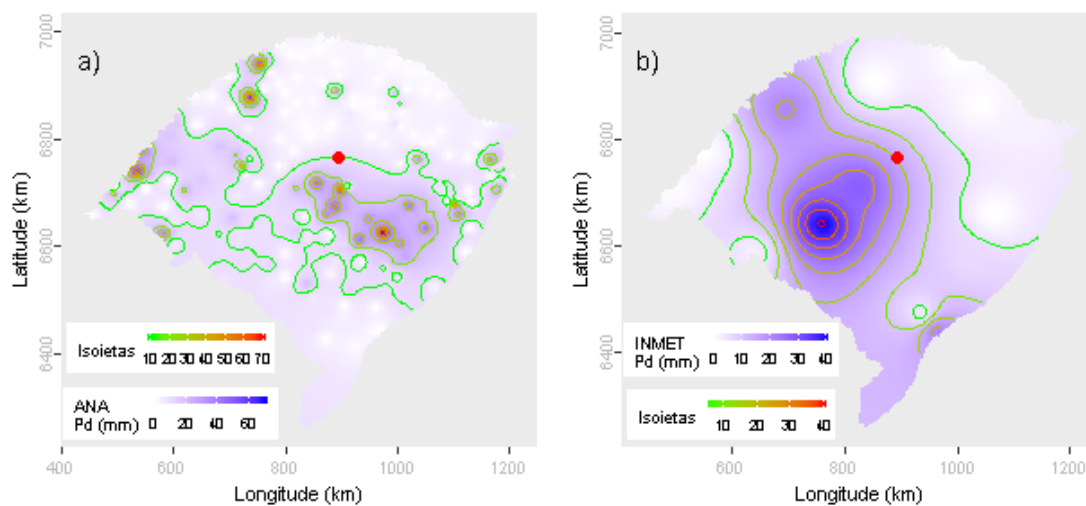 a)
7000
6800
6600
6400
Latitude (km)
Isoietas
10 20 30 40 50 60 70
ANA
Pd (mm) 0 20 40 60
400 600 800 1000 1200
Longitude (km)
b)
7000
6800
6600
6400
Latitude (km)
INMET
Pd (mm) 0 10 20 30 40
Isoietas 10 20 30 40
600 800 1000 1200
Longitude (km)